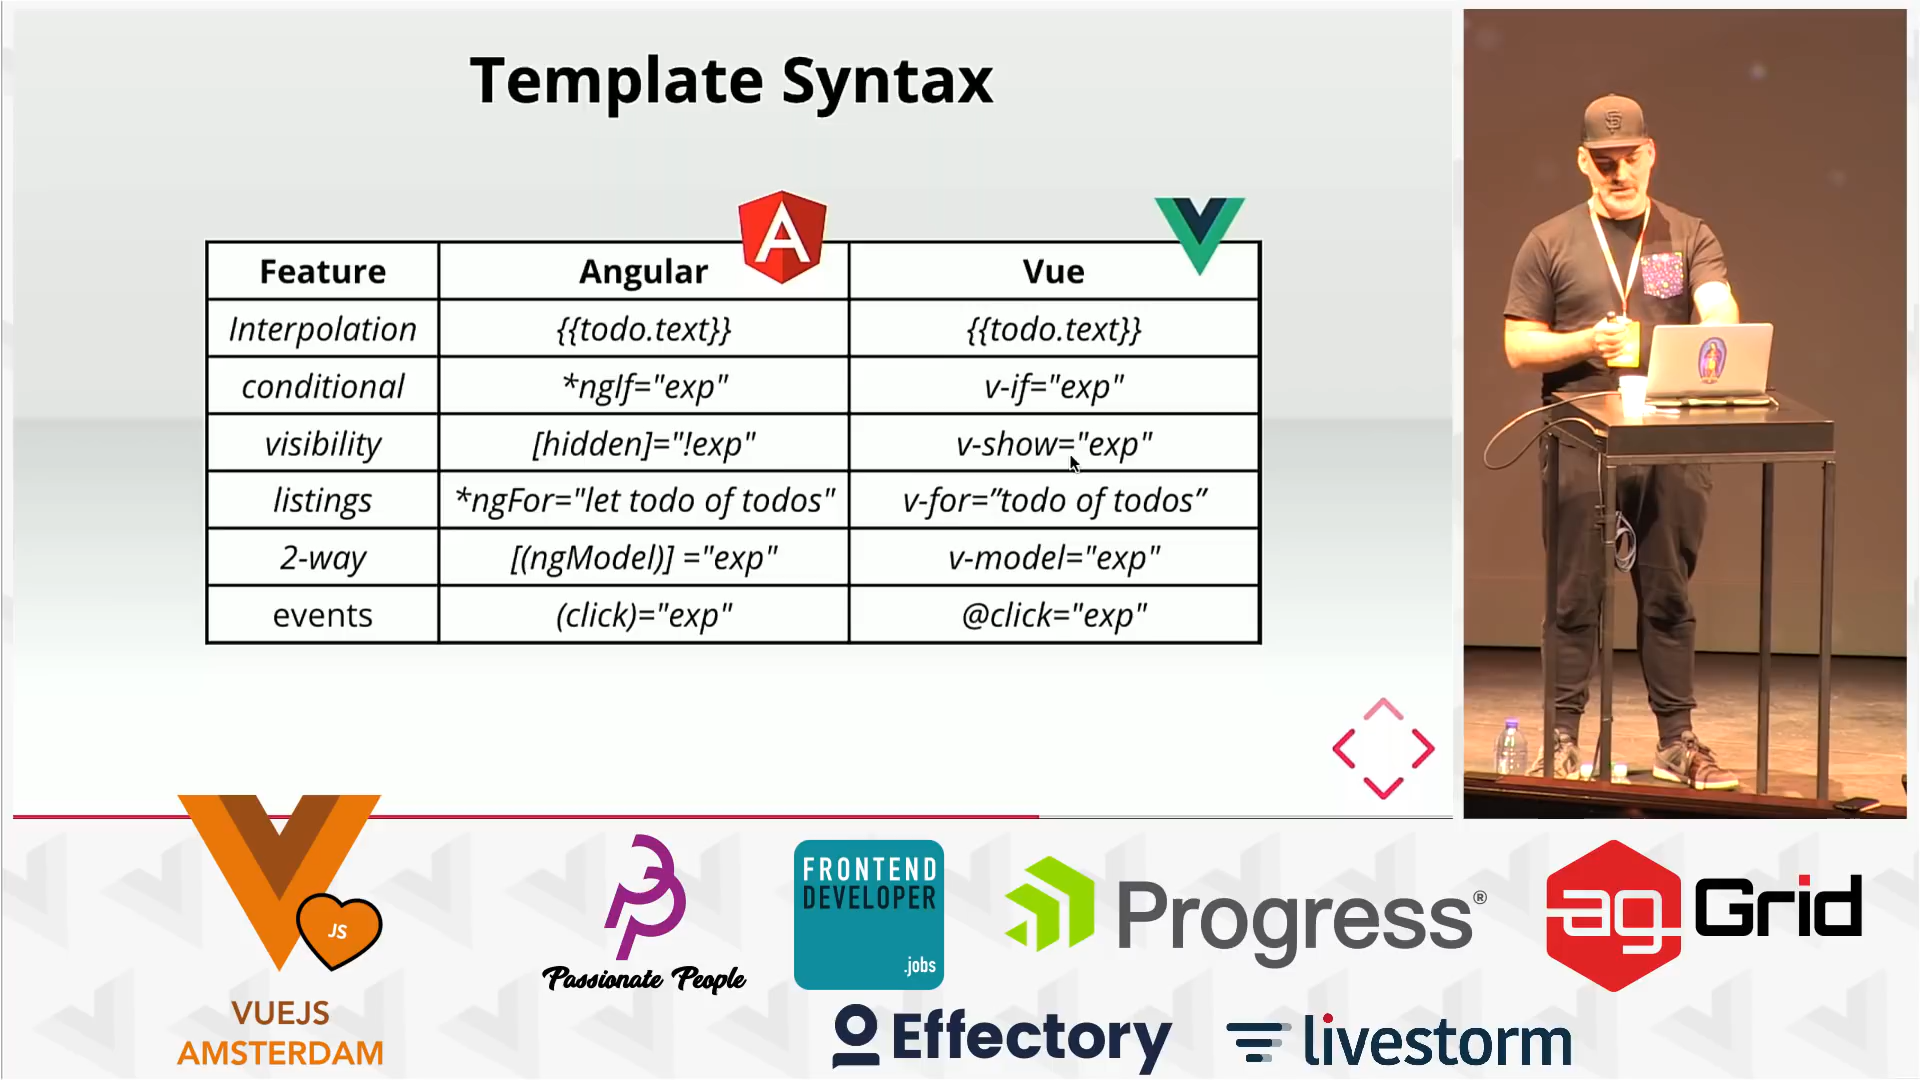 Template Syntax
Feature Angular Vue
Interpolation {{todo.text}} {{todo.text}}
conditional *ngIf="exp" v-if="exp"
visibility [hidden]="!exp" v-show="exp"
listings *ngFor="let todo of todos" v-for=”todo of todos”
2-way [(ngModel)] ="exp" v-model="exp"
events (click)="exp" @click="exp"
JS
VUEJS
AMSTERDAM
Passionate People
FRONTEND
DEVELOPER
.jobs
Progress®
ag Grid
Effectory
livestorm